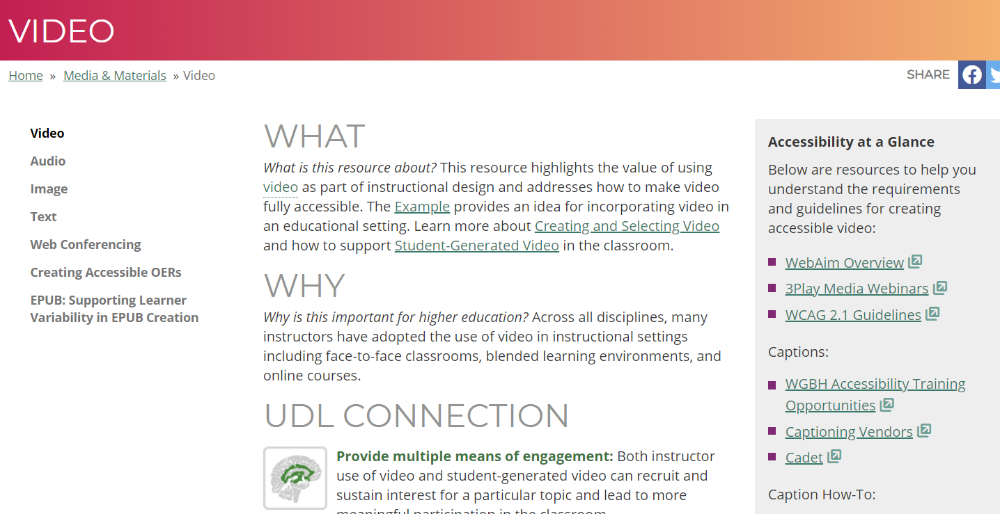 VIDEO
Home » Media & Materials » Video
SHARE
Video
Audio
Image
Text
Web Conferencing
Creating Accessible OERs
EPUB: Supporting Learner
Variability in EPUB Creation
WHAT
What is this resource about? This resource highlights the value of using
video as part of instructional design and addresses how to make video
fully accessible. The Example provides an idea for incorporating video in
an educational setting. Learn more about Creating and Selecting Video
and how to support Student-Generated Video in the classroom.
WHY
Why is this important for higher education? Across all disciplines, many
instructors have adopted the use of video in instructional settings
including face-to-face classrooms, blended learning environments, and
online courses.
UDL CONNECTION
Provide multiple means of engagement: Both instructor
use of video and student-generated video can recruit and
sustain interest for a particular topic and lead to more
meaningful participation in the classroom.
Accessibility at a Glance
Below are resources to help you
understand the requirements
and guidelines for creating
accessible video:
WebAim Overview
3Play Media Webinars
WCAG 2.1 Guidelines
Captions:
WGBH Accessibility Training
Opportunities
Captioning Vendors
Cadet
Caption How-To: